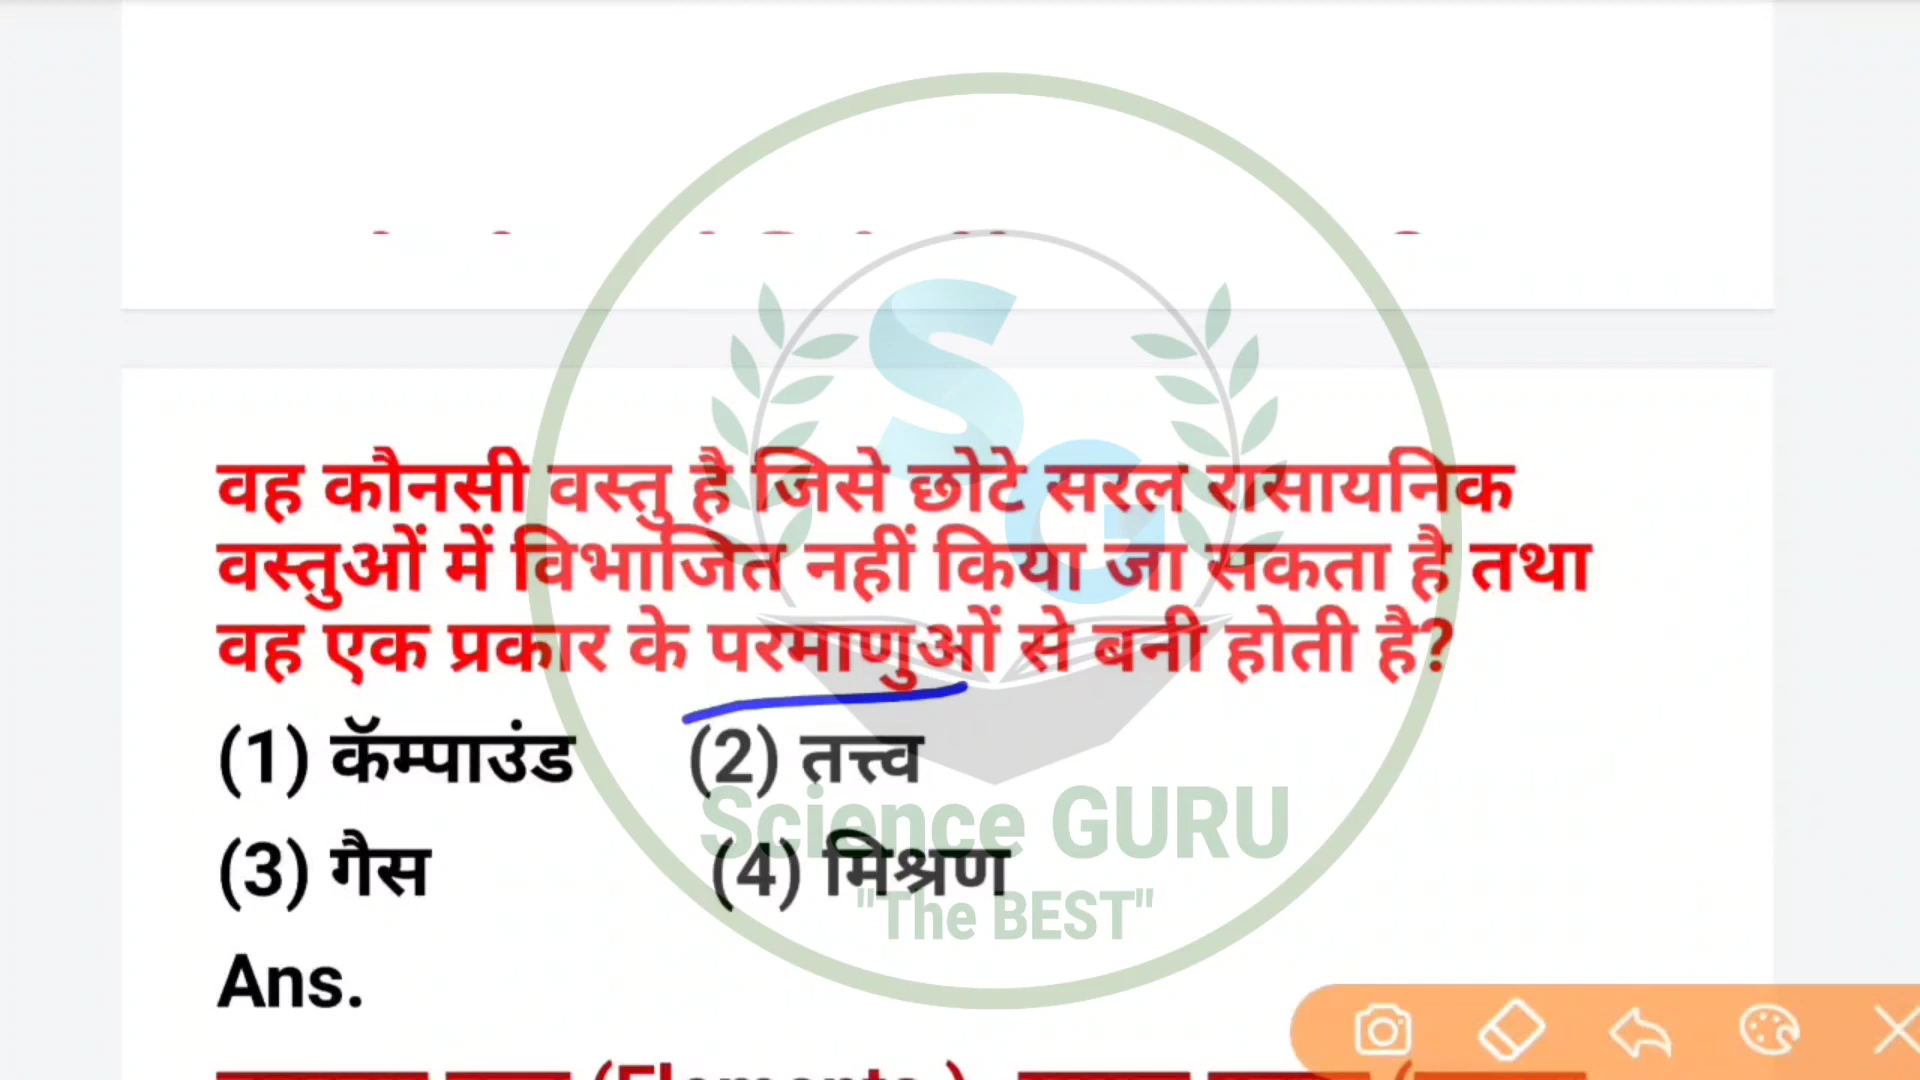 वह कौनसी वस्तु है जिसे छोटे सरल रासायनिक
वस्तुओं में विभाजित नहीं किया जा सकता है तथा
वह एक प्रकार के परमाणुओं से बनी होती है?
(1) कॅम्पाउंड (2) तत्त्व
(3) गैस (4) मिश्रण
Ans.
SG
Science GURU
"The BEST"